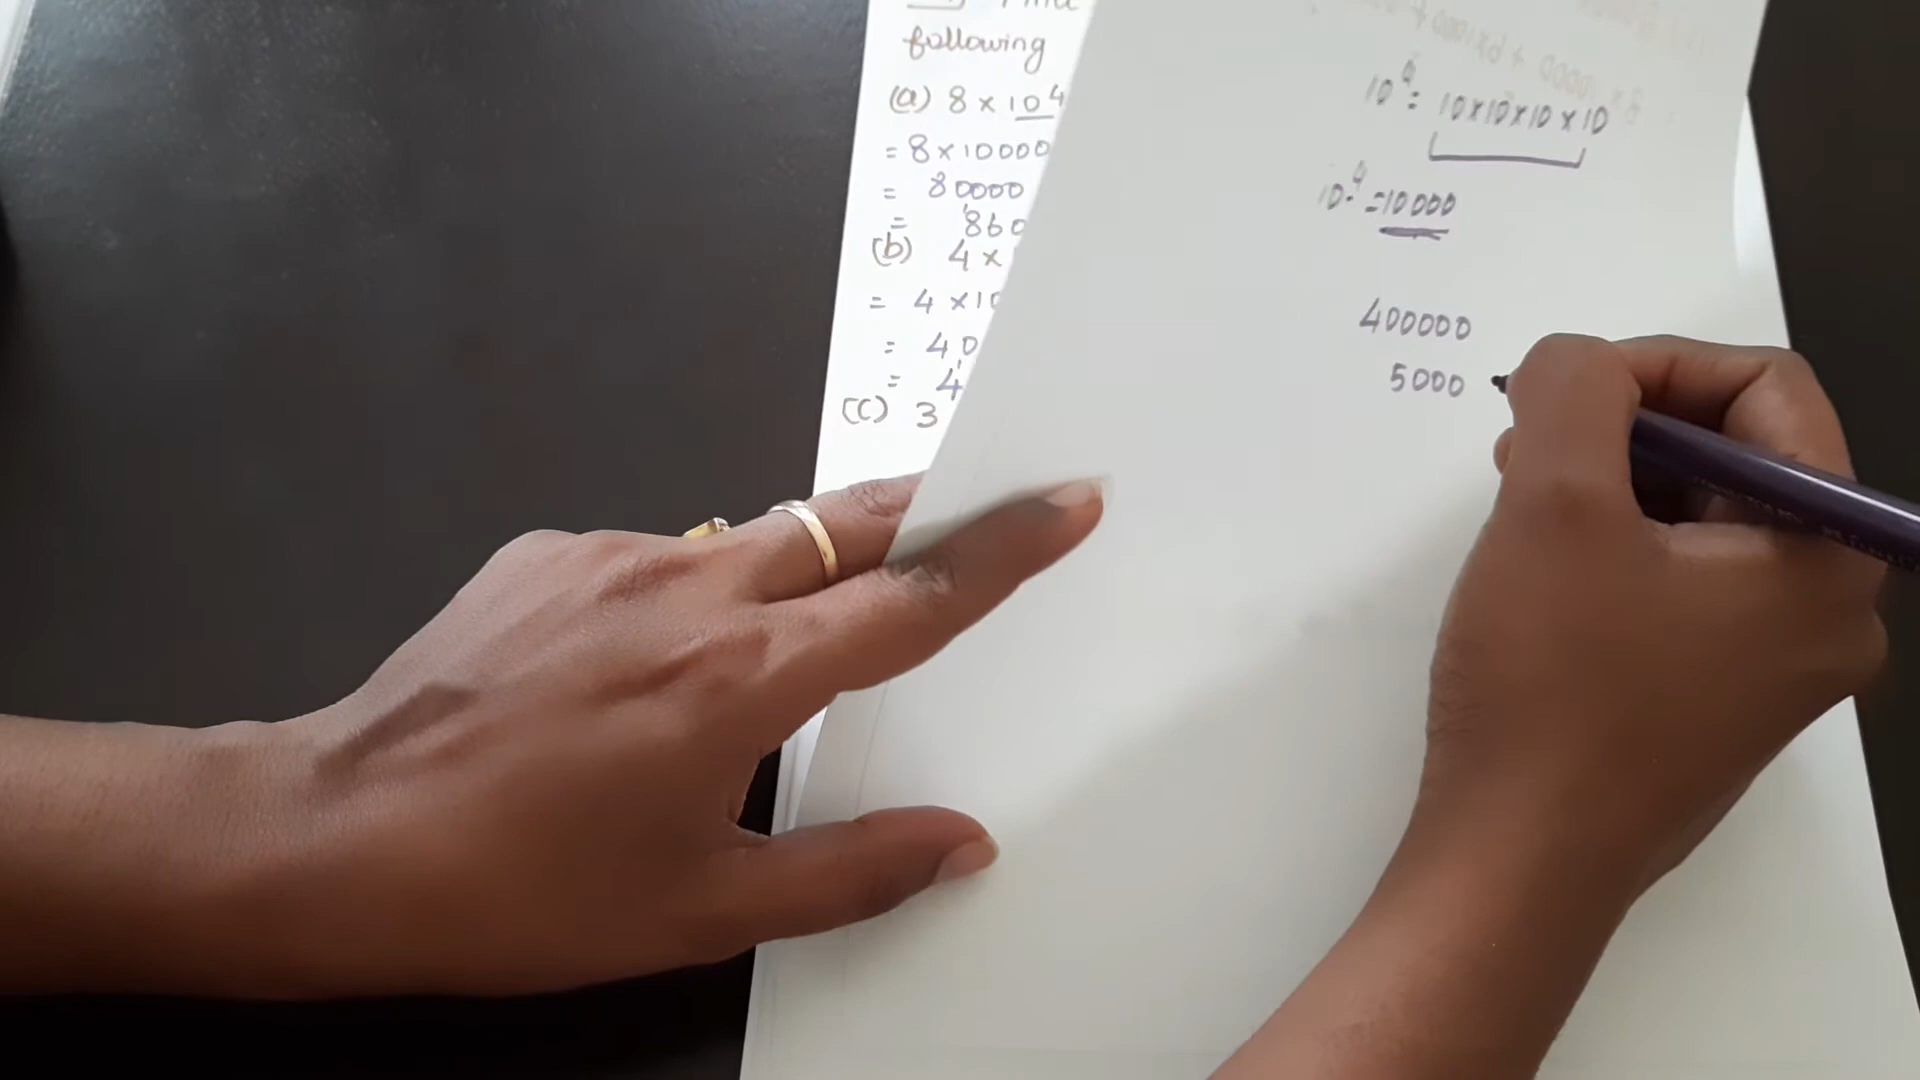 following
(a) 8 × 10⁴
= 8 × 10000
= 80000
= 860
(b) 4 ×
= 4 × 10
= 40
= 4
(c) 3
10⁴ = 10×10×10×10
10⁴ = 10000
400000
5000